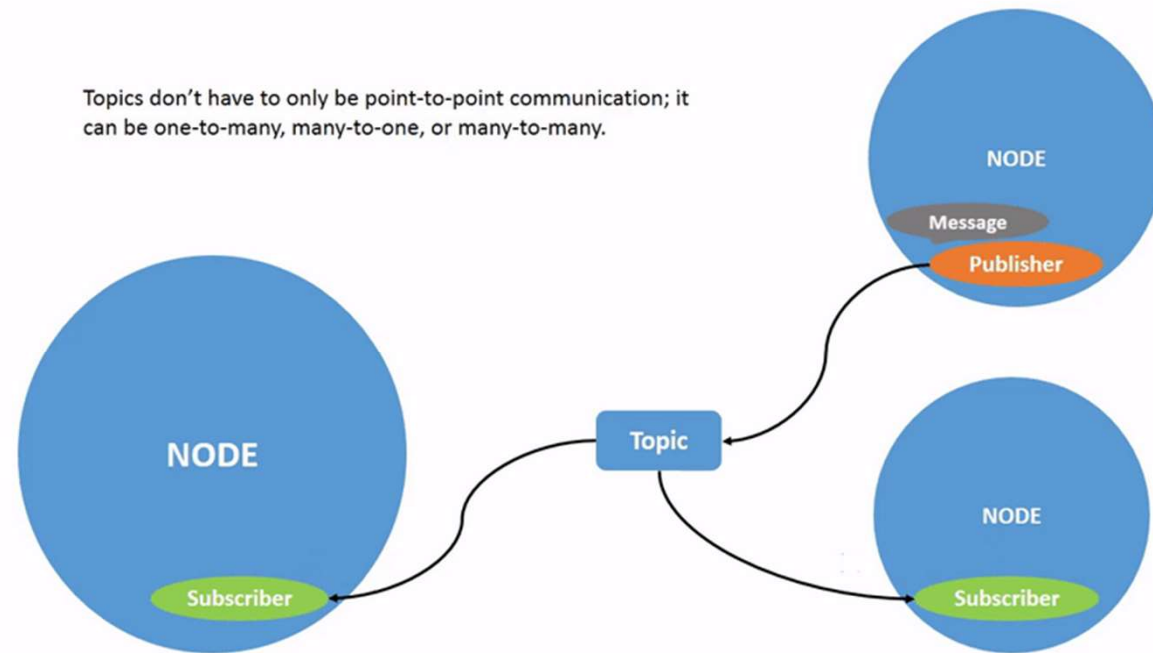 Topics don't have to only be point-to-point communication; it
can be one-to-many, many-to-one, or many-to-many.
NODE
Message
Publisher
Topic
NODE
NODE
Subscriber
Subscriber